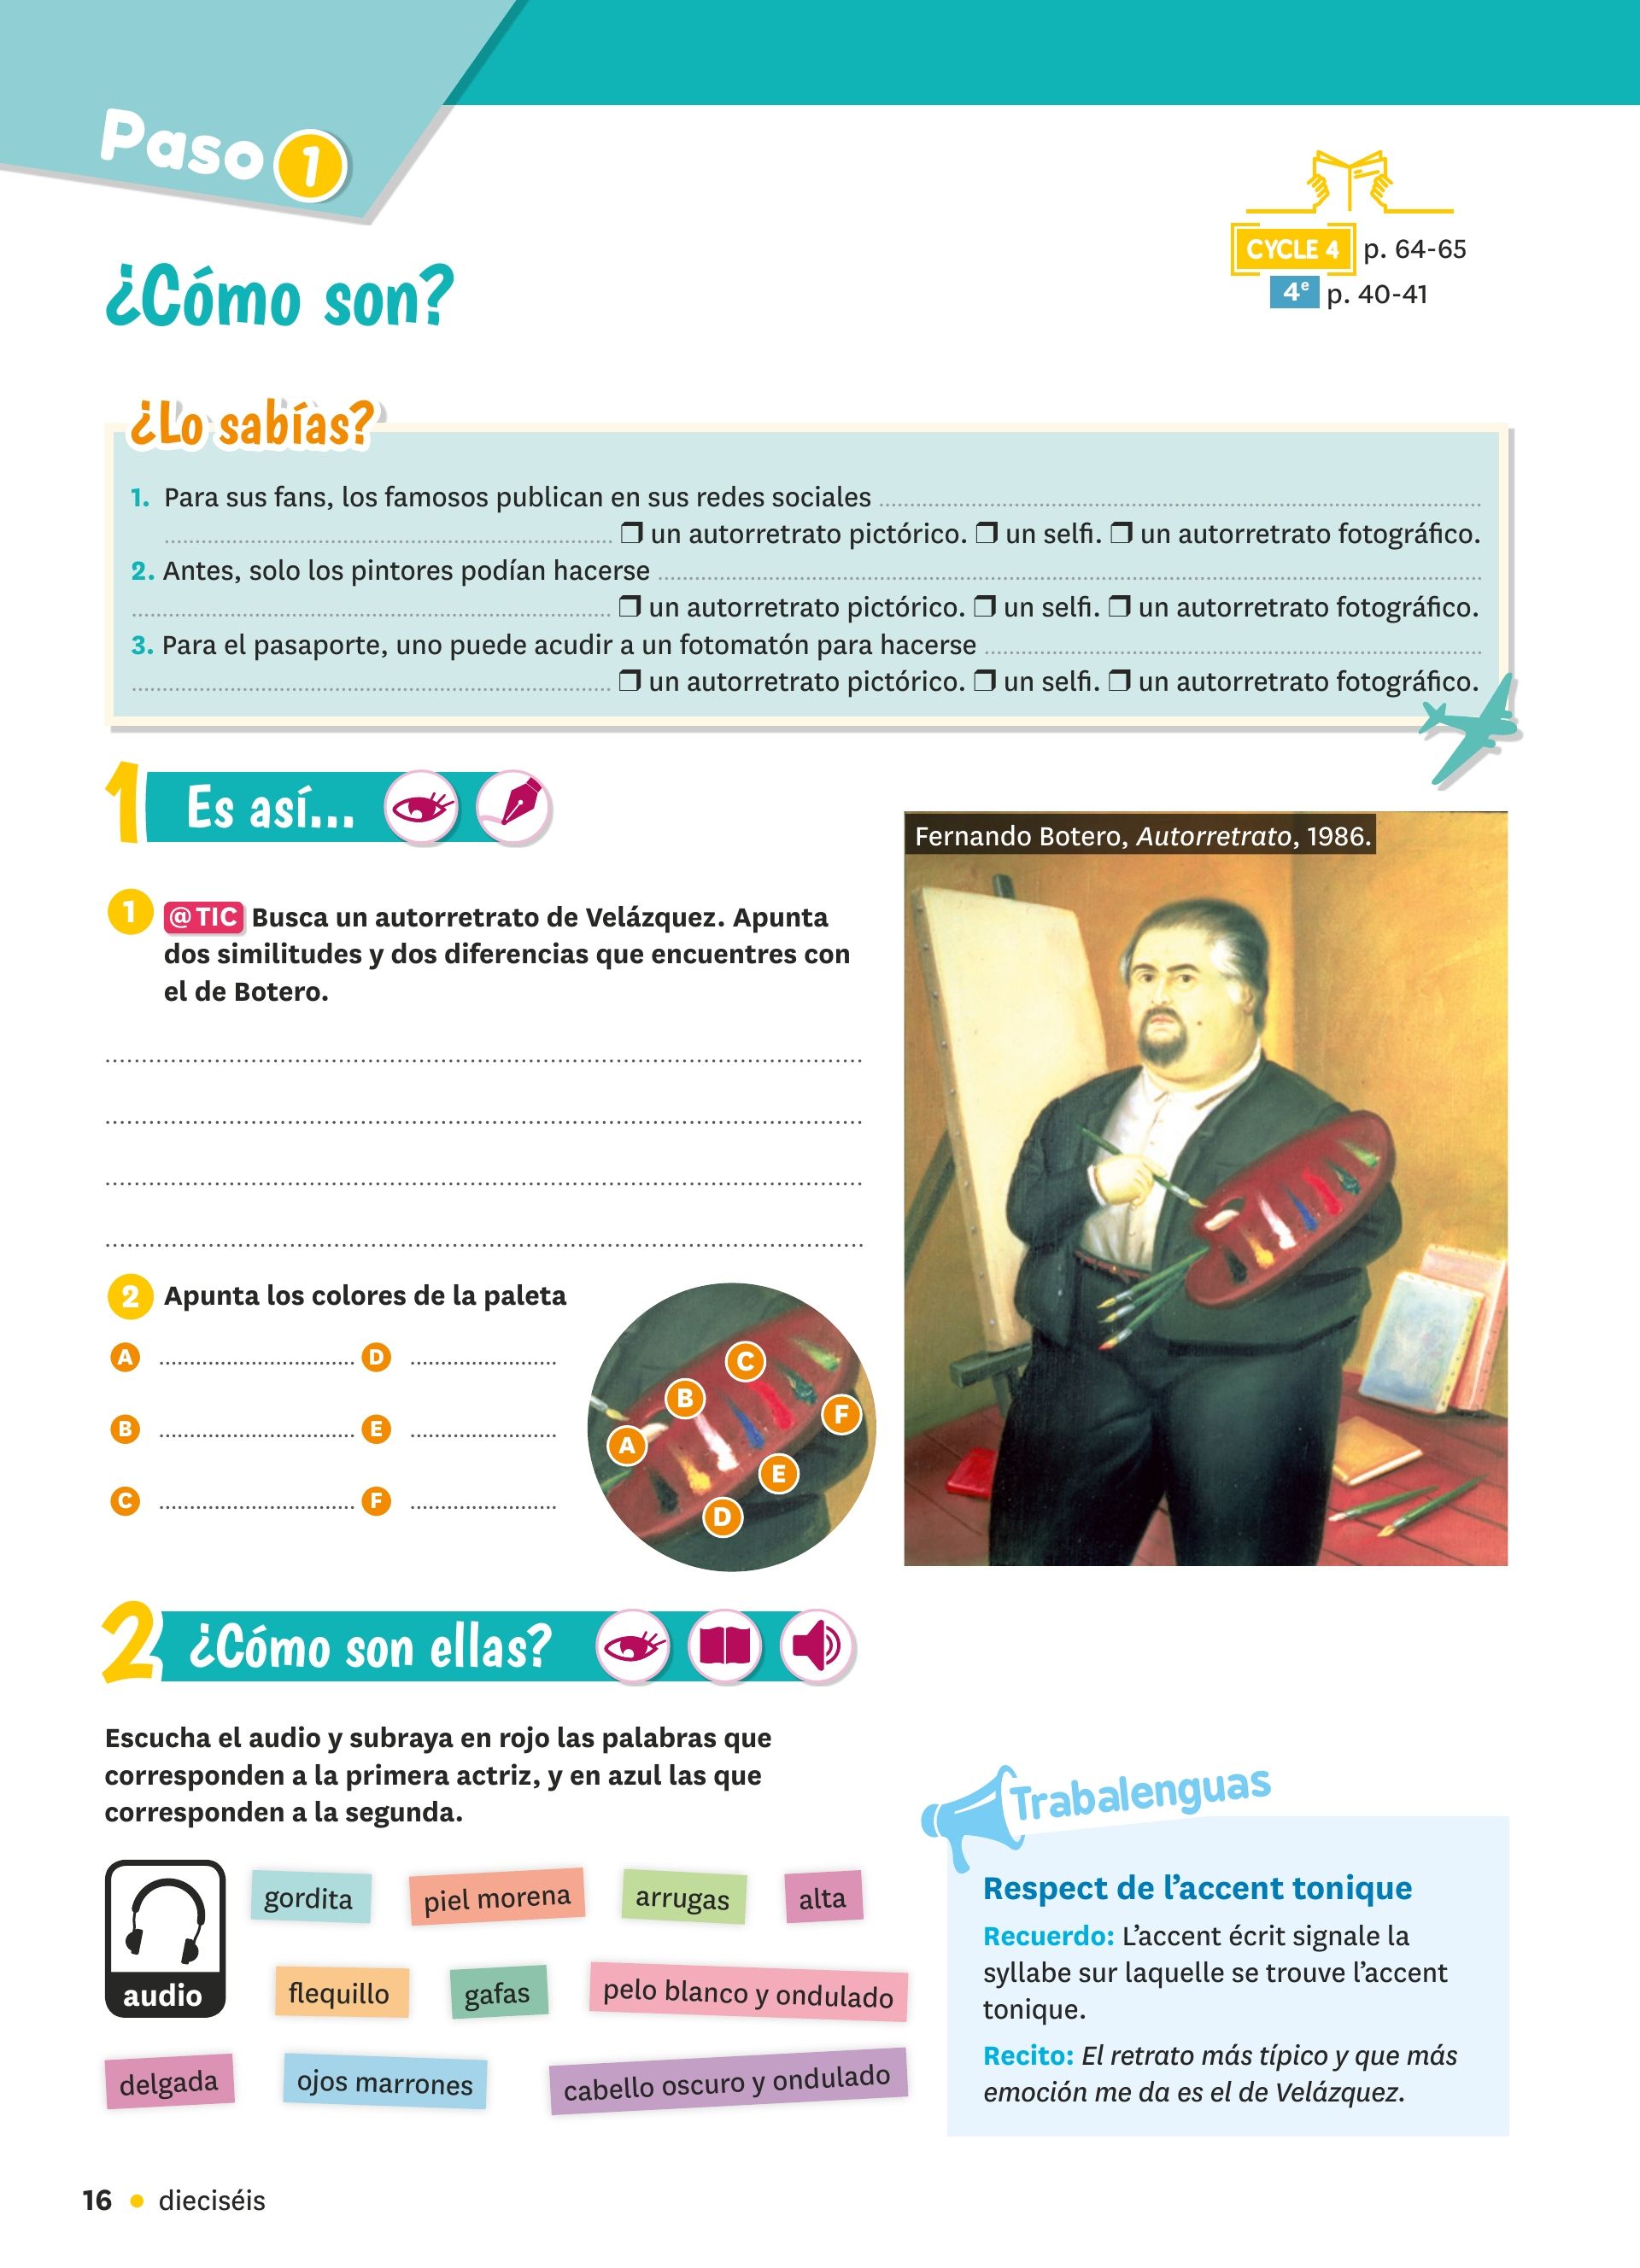 Paso 1
CYCLE 4 p. 64-65
4e p. 40-41
¿Cómo son?
¿Lo sabías?
1. Para sus fans, los famosos publican en sus redes sociales
❒ un autorretrato pictórico. ❒ un selfi. ❒ un autorretrato fotográfico.
2. Antes, solo los pintores podían hacerse
❒ un autorretrato pictórico. ❒ un selfi. ❒ un autorretrato fotográfico.
3. Para el pasaporte, uno puede acudir a un fotomatón para hacerse
❒ un autorretrato pictórico. ❒ un selfi. ❒ un autorretrato fotográfico.
1 Es así...
Fernando Botero, Autorretrato, 1986.
1 @TIC Busca un autorretrato de Velázquez. Apunta
dos similitudes y dos diferencias que encuentres con
el de Botero.
2 Apunta los colores de la paleta
A D
B E
C F
C
B
F
A
E
D
2 ¿Cómo son ellas?
Escucha el audio y subraya en rojo las palabras que
corresponden a la primera actriz, y en azul las que
corresponden a la segunda.
audio
gordita piel morena arrugas alta
flequillo gafas pelo blanco y ondulado
delgada ojos marrones cabello oscuro y ondulado
Trabalenguas
Respect de l'accent tonique
Recuerdo: L'accent écrit signale la
syllabe sur laquelle se trouve l'accent
tonique.
Recito: El retrato más típico y que más
emoción me da es el de Velázquez.
16 • dieciséis